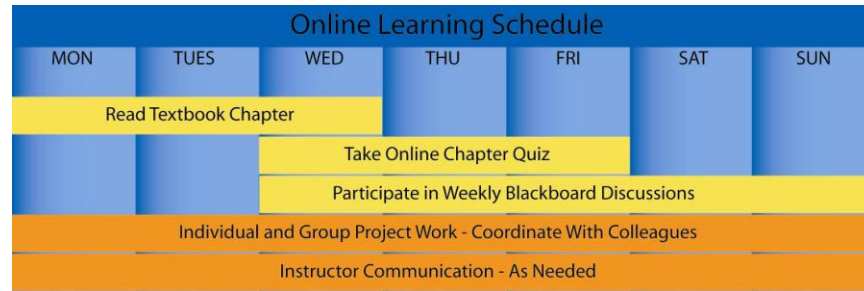 Online Learning Schedule
MON TUES WED THU FRI SAT SUN
Read Textbook Chapter
Take Online Chapter Quiz
Participate in Weekly Blackboard Discussions
Individual and Group Project Work - Coordinate With Colleagues
Instructor Communication - As Needed